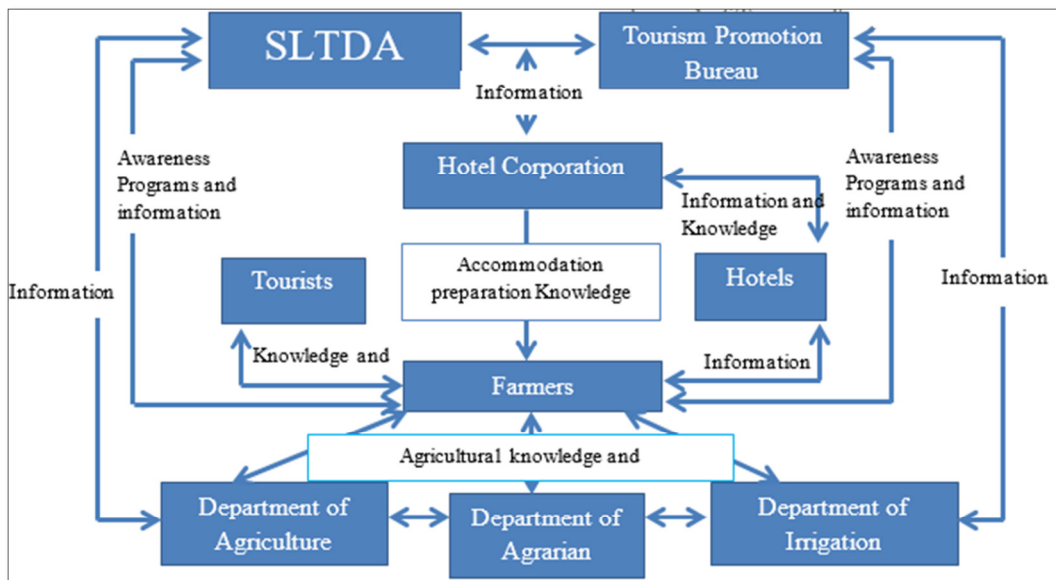 SLTDA
Tourism Promotion
Bureau
Information
Hotel Corporation
Awareness
Programs and
information
Awareness
Programs and
information
Information and
Knowledge
Tourists
Accommodation
preparation Knowledge
Hotels
Information
Information
Knowledge and
Information
Farmers
Agricultural knowledge and
Department of
Agriculture
Department of
Agrarian
Department of
Irrigation